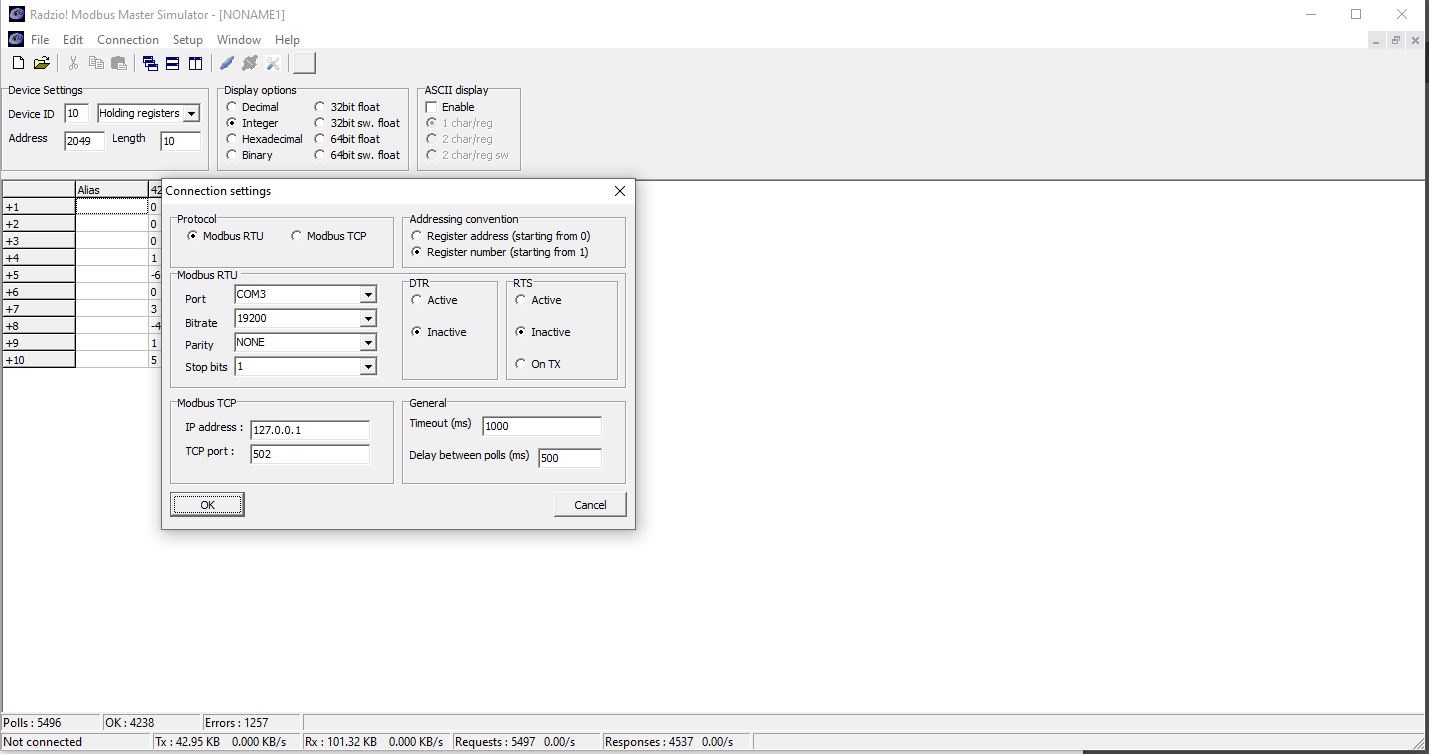 Radzio! Modbus Master Simulator - [NONAME1]
File Edit Connection Setup Window Help
Device Settings
Device ID 10 Holding registers
Address 2049 Length 10
Display options
Decimal 32bit float
Integer 32bit sw. float
Hexadecimal 64bit float
Binary 64bit sw. float
ASCII display
Enable
1 char/reg
2 char/reg
2 char/reg sw
Alias 42
+1 0
+2 0
+3 0
+4 1
+5 -6
+6 0
+7 3
+8 -4
+9 1
+10 5
Connection settings
Protocol
Modbus RTU Modbus TCP
Addressing convention
Register address (starting from 0)
Register number (starting from 1)
Modbus RTU
Port COM3
Bitrate 19200
Parity NONE
Stop bits 1
DTR
Active
Inactive
RTS
Active
Inactive
On TX
Modbus TCP
IP address : 127.0.0.1
TCP port : 502
General
Timeout (ms) 1000
Delay between polls (ms) 500
OK Cancel
Polls : 5496 OK : 4238 Errors : 1257
Not connected Tx : 42.95 KB 0.000 KB/s Rx : 101.32 KB 0.000 KB/s Requests : 5497 0.00/s Responses : 4537 0.00/s